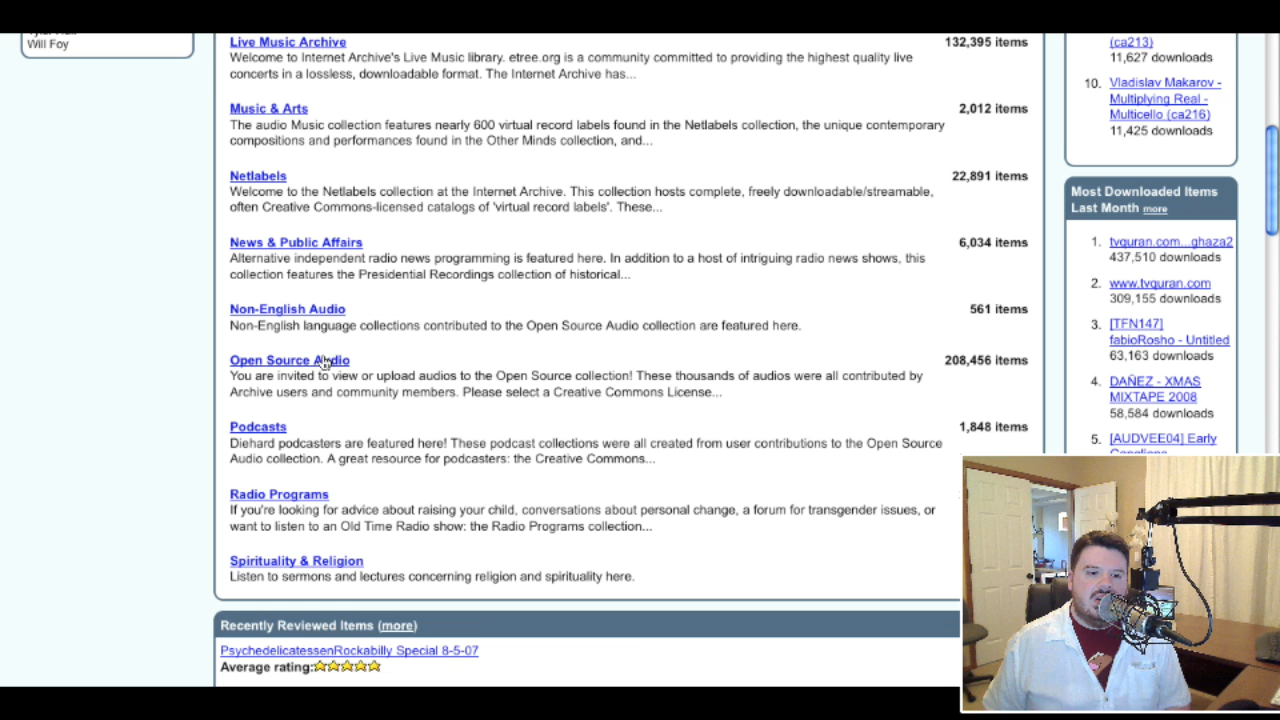 Will Foy
Live Music Archive
132,395 items
Welcome to Internet Archive's Live Music library. etree.org is a community committed to providing the highest quality live
concerts in a lossless, downloadable format. The Internet Archive has...
Music & Arts
2,012 items
The audio Music collection features nearly 600 virtual record labels found in the Netlabels collection, the unique contemporary
compositions and performances found in the Other Minds collection, and...
Netlabels
22,891 items
Welcome to the Netlabels collection at the Internet Archive. This collection hosts complete, freely downloadable/streamable,
often Creative Commons-licensed catalogs of 'virtual record labels'. These...
News & Public Affairs
6,034 items
Alternative independent radio news programming is featured here. In addition to a host of intriguing radio news shows, this
collection features the Presidential Recordings collection of historical...
Non-English Audio
561 items
Non-English language collections contributed to the Open Source Audio collection are featured here.
Open Source Audio
208,456 items
You are invited to view or upload audios to the Open Source collection! These thousands of audios were all contributed by
Archive users and community members. Please select a Creative Commons License...
Podcasts
1,848 items
Diehard podcasters are featured here! These podcast collections were all created from user contributions to the Open Source
Audio collection. A great resource for podcasters: the Creative Commons...
Radio Programs
If you're looking for advice about raising your child, conversations about personal change, a forum for transgender issues, or
want to listen to an Old Time Radio show: the Radio Programs collection...
Spirituality & Religion
Listen to sermons and lectures concerning religion and spirituality here.
Recently Reviewed Items (more)
PsychedelicatessenRockabilly Special 8-5-07
Average rating:
(ca213)
11,627 downloads
10. Vladislav Makarov -
Multiplying Real -
Multicello (ca216)
11,425 downloads
Most Downloaded Items
Last Month more
1. tvquran.com...ghaza2
437,510 downloads
2. www.tvquran.com
309,155 downloads
3. [TFN147]
fabioRosho - Untitled
63,163 downloads
4. DAÑEZ - XMAS
MIXTAPE 2008
58,584 downloads
5. [AUDVEE04] Early